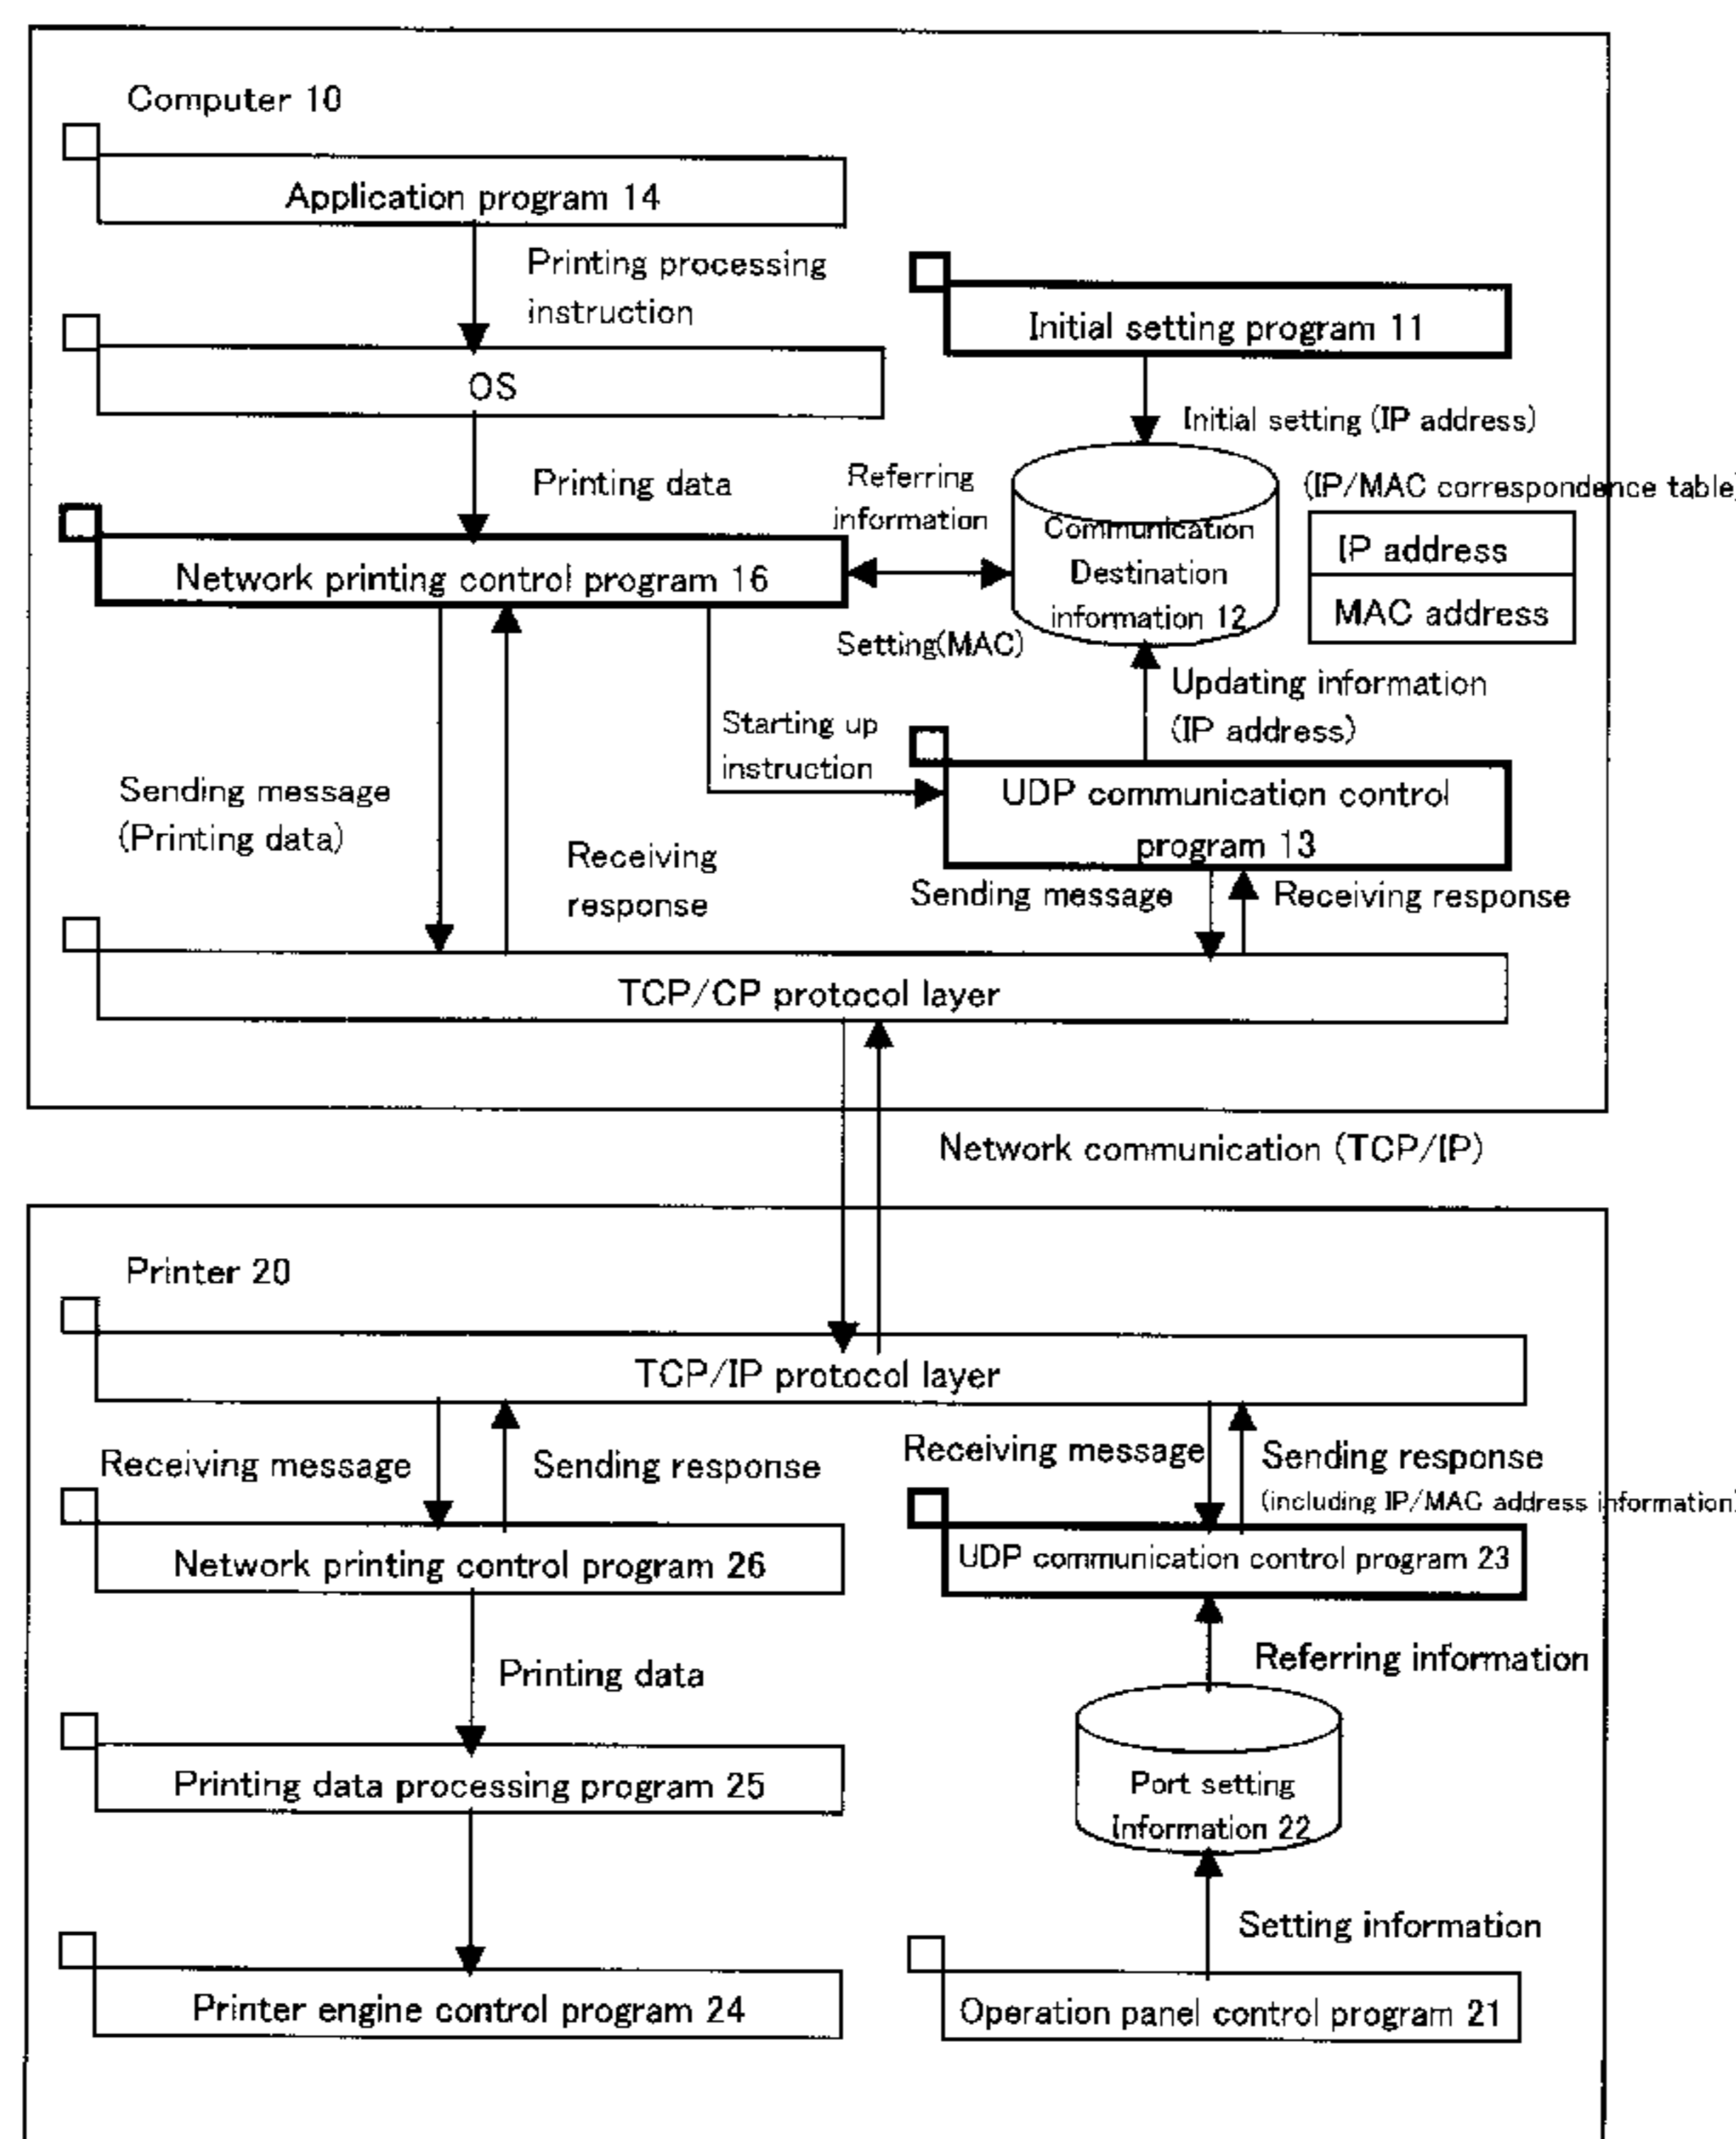 Computer 10
Application program 14
Printing processing
instruction
Initial setting program 11
OS
Initial setting (IP address)
Printing data
Referring
information
(IP/MAC correspondence table)
Communication
Destination
information 12
IP address
MAC address
Network printing control program 16
Setting(MAC)
Updating information
(IP address)
Starting up
instruction
UDP communication control
program 13
Sending message
(Printing data)
Receiving
response
Sending message
Receiving response
TCP/CP protocol layer
Network communication (TCP/IP)
Printer 20
TCP/IP protocol layer
Receiving message
Sending response
Receiving message
Sending response
(including IP/MAC address information)
Network printing control program 26
UDP communication control program 23
Printing data
Referring information
Printing data processing program 25
Port setting
Information 22
Setting information
Printer engine control program 24
Operation panel control program 21